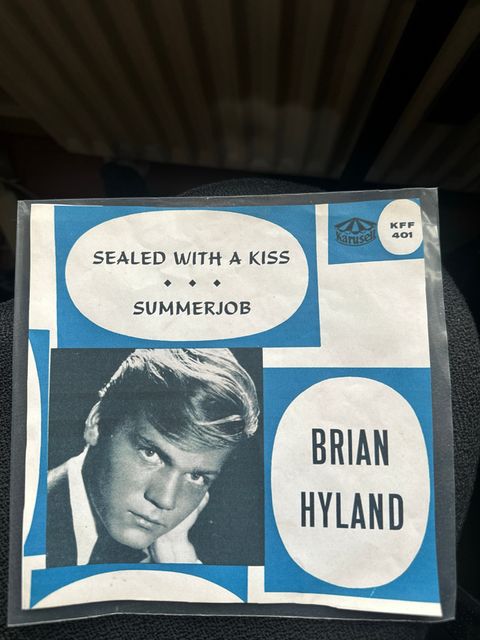 SEALED WITH A KISS
SUMMERJOB
Karusell
KFF
401
BRIAN
HYLAND